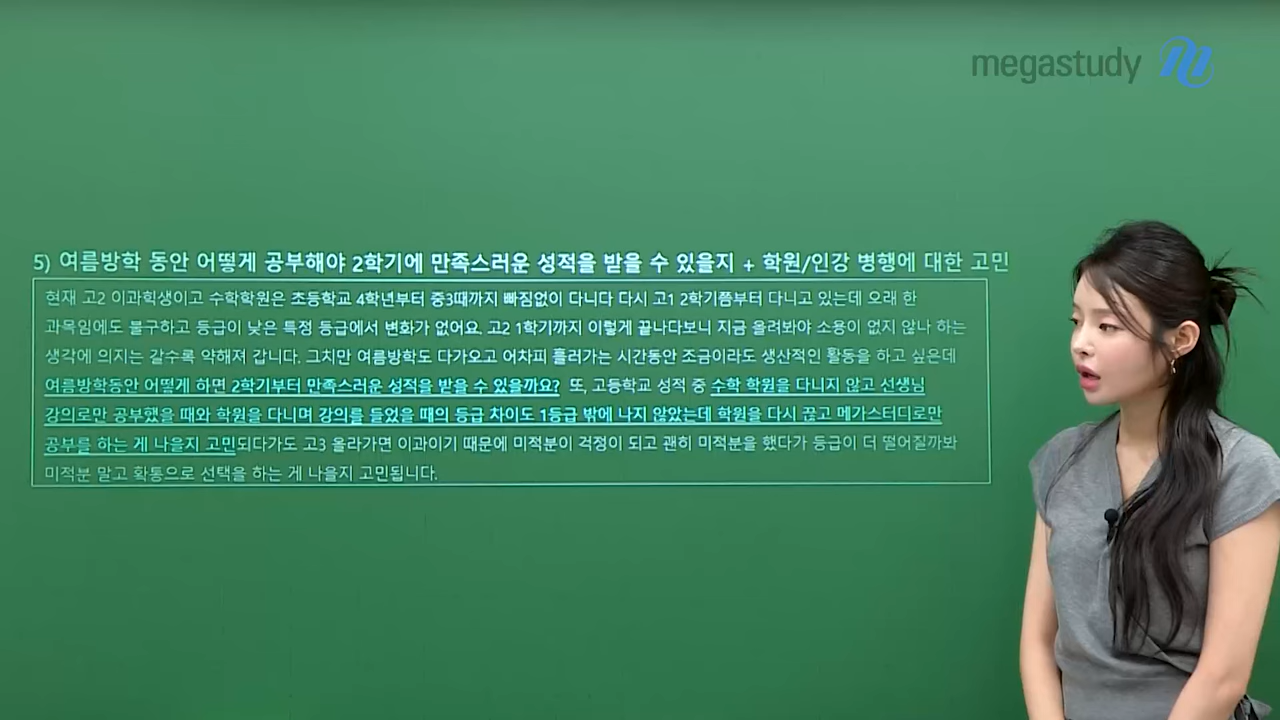 megastudy
5) 여름방학 동안 어떻게 공부해야 2학기에 만족스러운 성적을 받을 수 있을지 + 학원/인강 병행에 대한 고민
현재 고2 이과학생이고 수학학원은 초등학교 4학년부터 중3때까지 빠짐없이 다니다 다시 고1 2학기쯤부터 다니고 있는데 오래 한
과목임에도 불구하고 등급이 낮은 특정 등급에서 변화가 없어요. 고2 1학기까지 이렇게 끝나다보니 지금 올려봐야 소용이 없지 않나 하는
생각에 의지는 갈수록 약해져 갑니다. 그치만 여름방학도 다가오고 어차피 흘러가는 시간동안 조금이라도 생산적인 활동을 하고 싶은데
여름방학동안 어떻게 하면 2학기부터 만족스러운 성적을 받을 수 있을까요? 또, 고등학교 성적 중 수학 학원을 다니지 않고 선생님
강의로만 공부했을 때와 학원을 다니며 강의를 들었을 때의 등급 차이도 1등급 밖에 나지 않았는데 학원을 다시 끊고 메가스터디로만
공부를 하는 게 나을지 고민되다가도 고3 올라가면 이과이기 때문에 미적분이 걱정이 되고 괜히 미적분을 했다가 등급이 더 떨어질까봐
미적분 말고 확통으로 선택을 하는 게 나을지 고민됩니다.